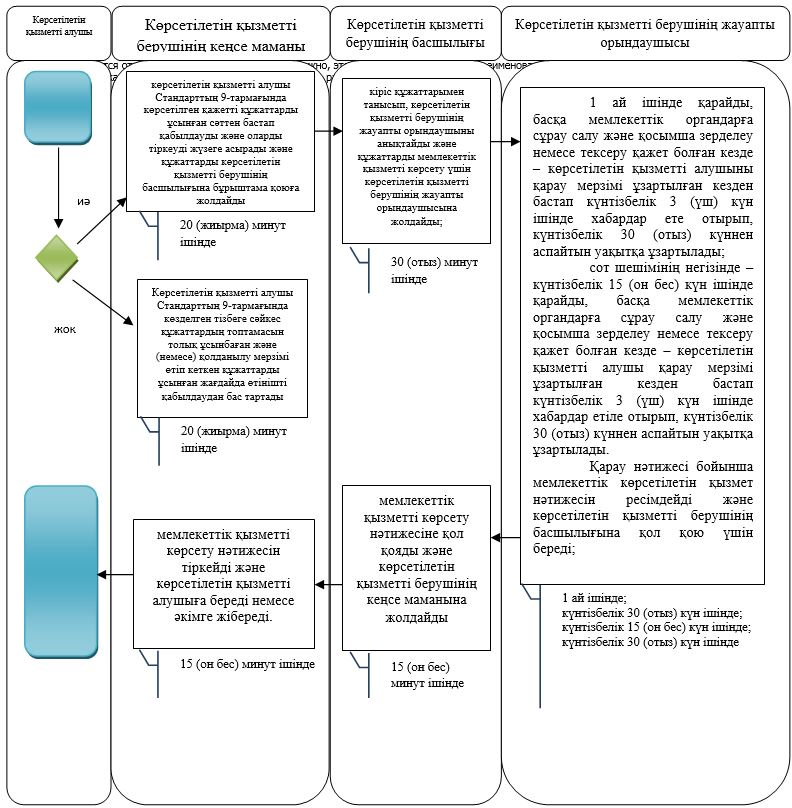 Көрсетілетін
қызметті алушы
Көрсетілетін қызметті
берушінің кеңсе маманы
Көрсетілетін қызметті
берушінің басшылығы
Көрсетілетін қызметті берушінің жауапты
орындаушысы
көрсетілетін қызметті алушы
Стандарттың 9-тармағында
көрсетілген қажетті құжаттарды
ұсынған сәттен бастап
қабылдауды және оларды
тіркеуді жүзеге асырады және
құжаттарды көрсетілетін
қызметті берушінің
басшылығына бұрыштама қоюға
жолдайды
иә
20 (жиырма) минут
ішінде
кіріс құжаттарымен
танысып, көрсетілетін
қызметті берушінің
жауапты орындаушыны
анықтайды және
құжаттарды мемлекеттік
қызметті көрсету үшін
көрсетілетін қызметті
берушінің жауапты
орындаушысына
жолдайды;
30 (отыз) минут
ішінде
1 ай ішінде қарайды,
басқа мемлекеттік органдарға
сұрау салу және қосымша зерделеу
немесе тексеру қажет болған кезде
– көрсетілетін қызметті алушыны
қарау мерзімі ұзартылған кезден
бастап күнтізбелік 3 (үш) күн
ішінде хабардар ете отырып,
күнтізбелік 30 (отыз) күннен
аспайтын уақытқа ұзартылады;
сот шешімінің негізінде –
күнтізбелік 15 (он бес) күн ішінде
қарайды, басқа мемлекеттік
органдарға сұрау салу және
қосымша зерделеу немесе тексеру
қажет болған кезде – көрсетілетін
қызметті алушы қарау мерзімі
ұзартылған кезден бастап
күнтізбелік 3 (үш) күн ішінде
хабардар етіле отырып, күнтізбелік
30 (отыз) күннен аспайтын уақытқа
ұзартылады.
Қарау нәтижесі бойынша
мемлекеттік көрсетілетін қызмет
нәтижесін ресімдейді және
көрсетілетін қызметті берушінің
басшылығына қол қою үшін
береді;
1 ай ішінде;
күнтізбелік 30 (отыз) күн ішінде;
күнтізбелік 15 (он бес) күн ішінде;
күнтізбелік 30 (отыз) күн ішінде
жок
Көрсетілетін қызметті алушы
Стандарттың 9-тармағында
көзделген тізбеге сәйкес
құжаттардың топтамасын
толық ұсынбаған және
(немесе) қолданылу мерзімі
өтіп кеткен құжаттарды
ұсынған жағдайда өтінішті
қабылдаудан бас тартады
20 (жиырма) минут
ішінде
мемлекеттік
қызметті көрсету
нәтижесіне қол
қояды және
көрсетілетін
қызметті берушінің
кеңсе маманына
жолдайды
15 (он бес)
минут ішінде
мемлекеттік қызметті
көрсету нәтижесін
тіркейді және
көрсетілетін қызметті
алушыға береді немесе
әкімге жібереді.
15 (он бес) минут ішінде